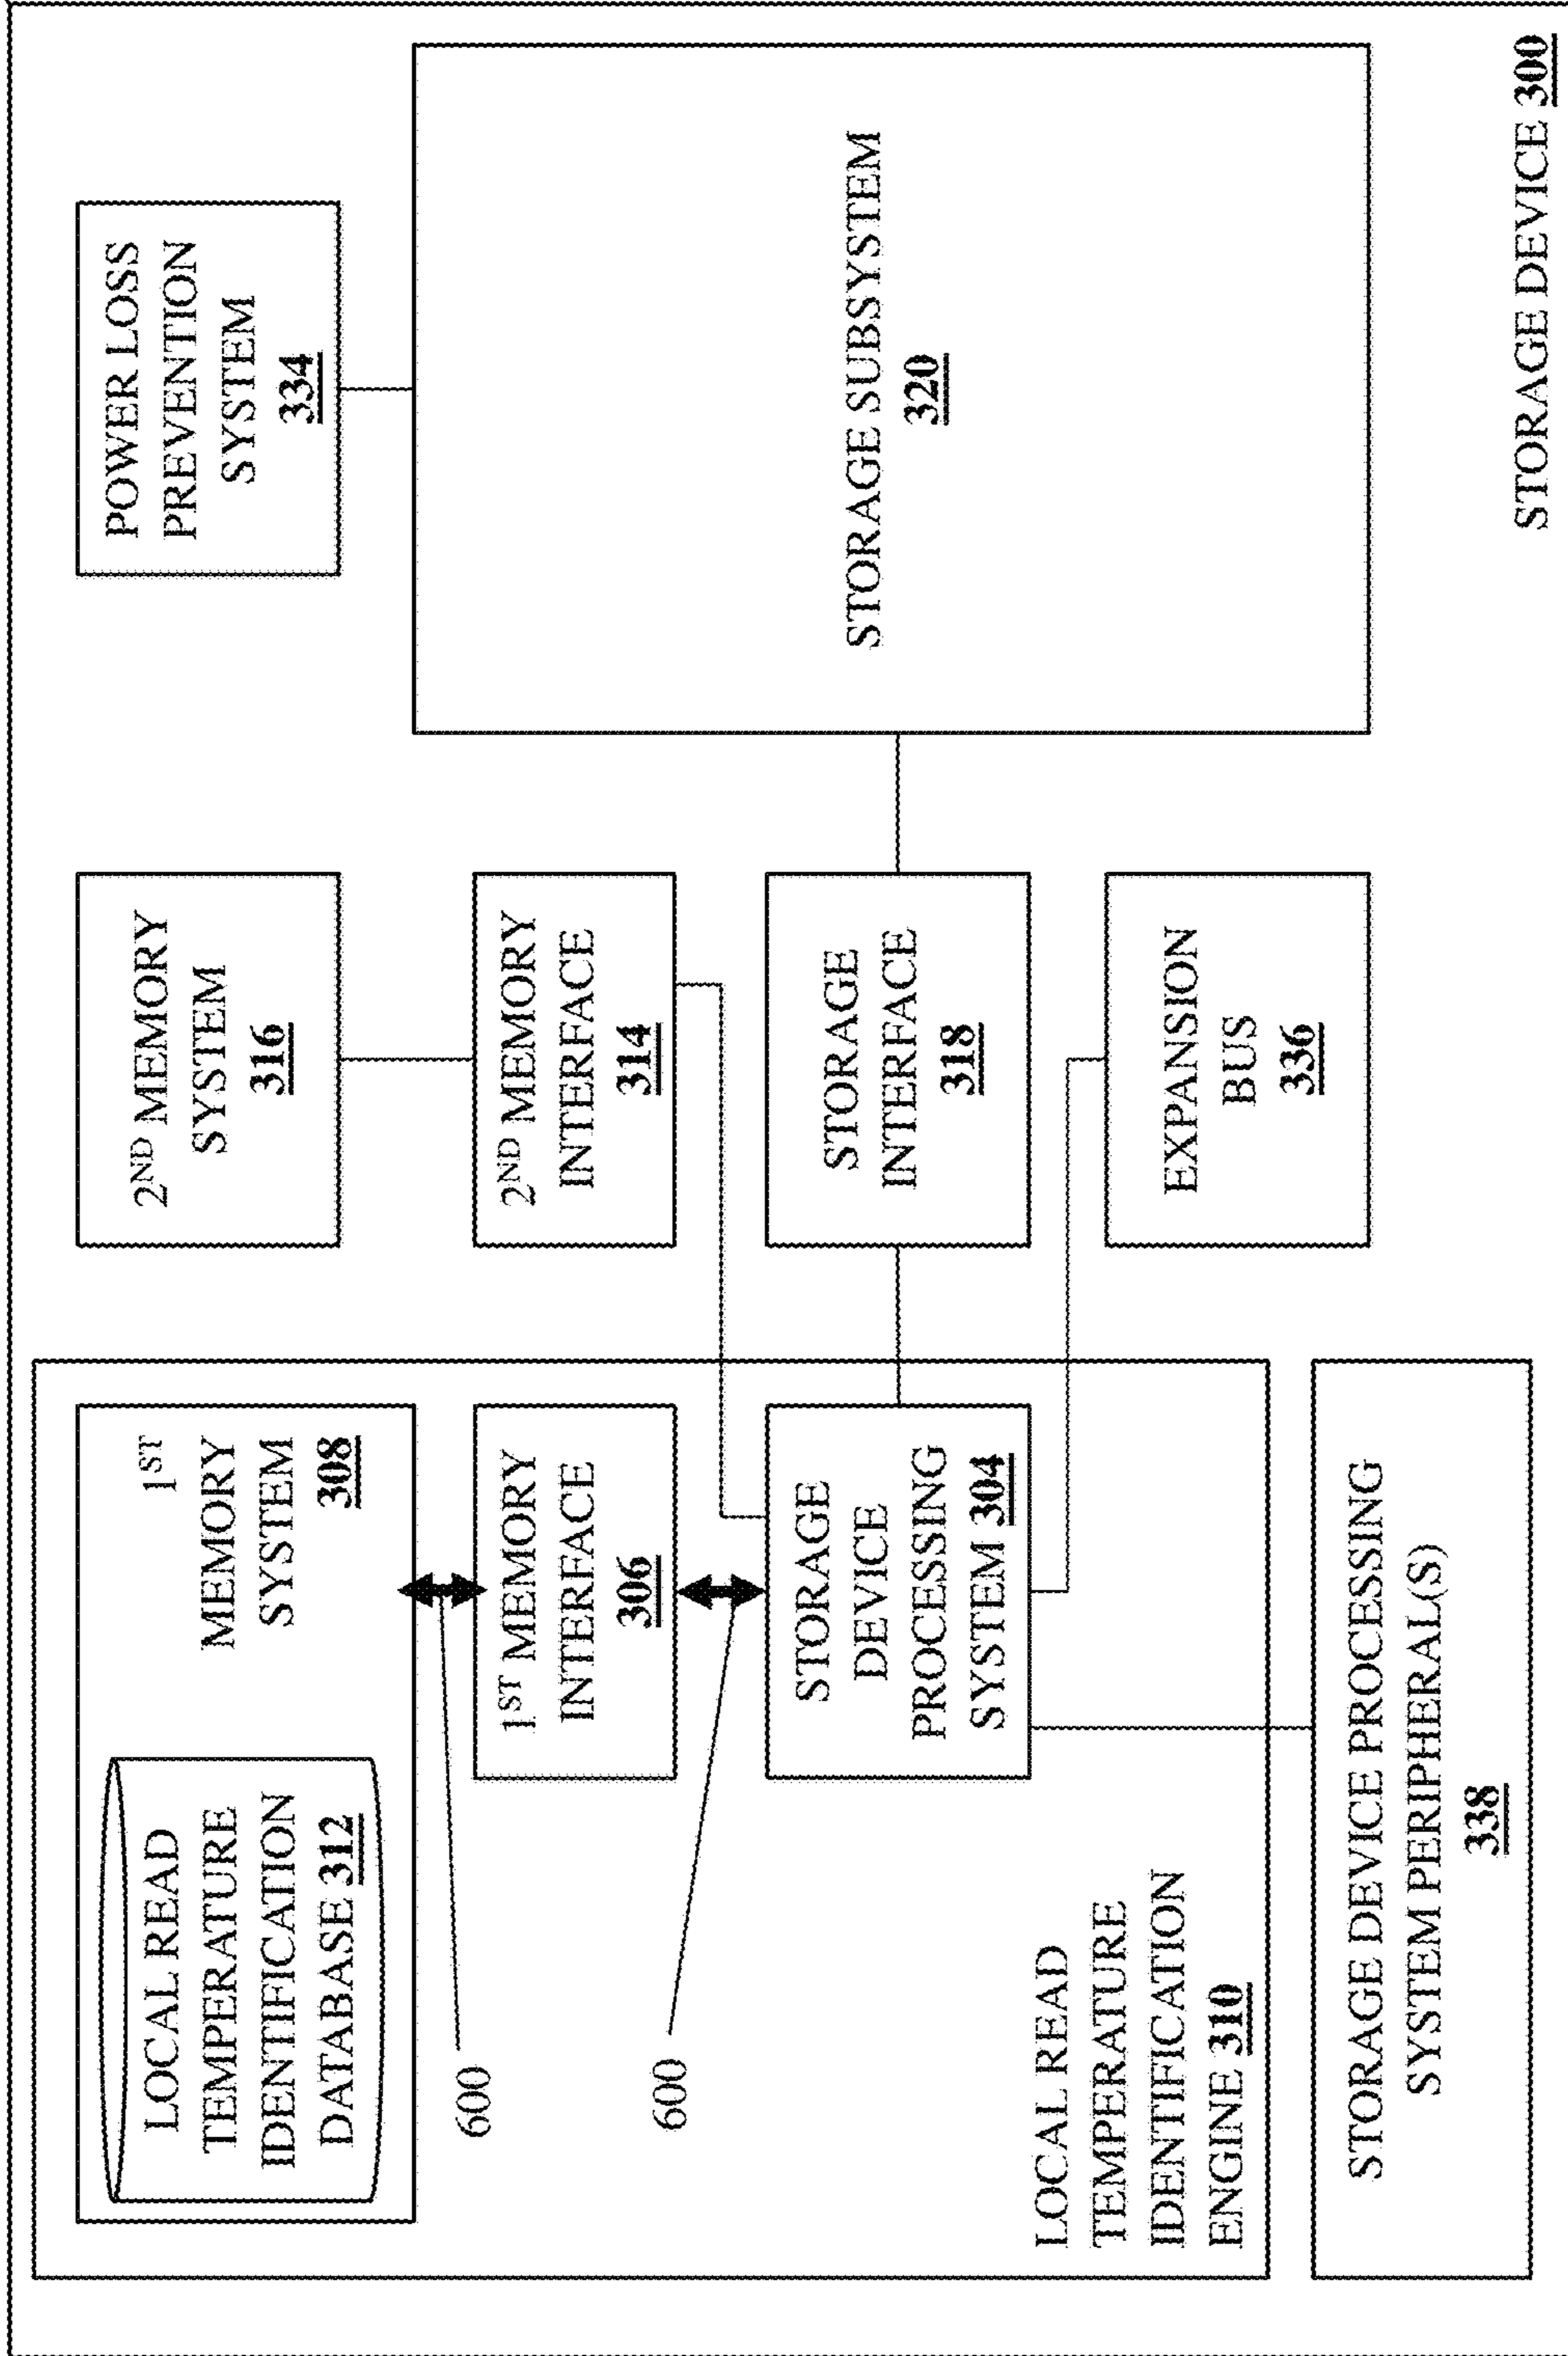 LOCAL READ
TEMPERATURE
IDENTIFICATION
DATABASE 312
1ST
MEMORY
SYSTEM
308
2ND MEMORY
SYSTEM
316
POWER LOSS
PREVENTION
SYSTEM
334
600
1ST MEMORY
INTERFACE
306
2ND MEMORY
INTERFACE
314
600
STORAGE
DEVICE
PROCESSING
SYSTEM 304
STORAGE
INTERFACE
318
STORAGE SUBSYSTEM
320
LOCAL READ
TEMPERATURE
IDENTIFICATION
ENGINE 310
EXPANSION
BUS
336
STORAGE DEVICE PROCESSING
SYSTEM PERIPHERAL(S)
338
STORAGE DEVICE 300